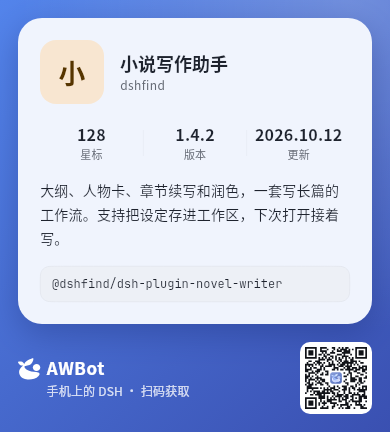 小
小说写作助手
dshfind
128
星标
1.4.2
版本
2026.10.12
更新
大纲、人物卡、章节续写和润色，一套写长篇的
工作流。支持把设定存进工作区，下次打开接着
写。
@dshfind/dsh-plugin-novel-writer
AWBot
手机上的 DSH · 扫码获取